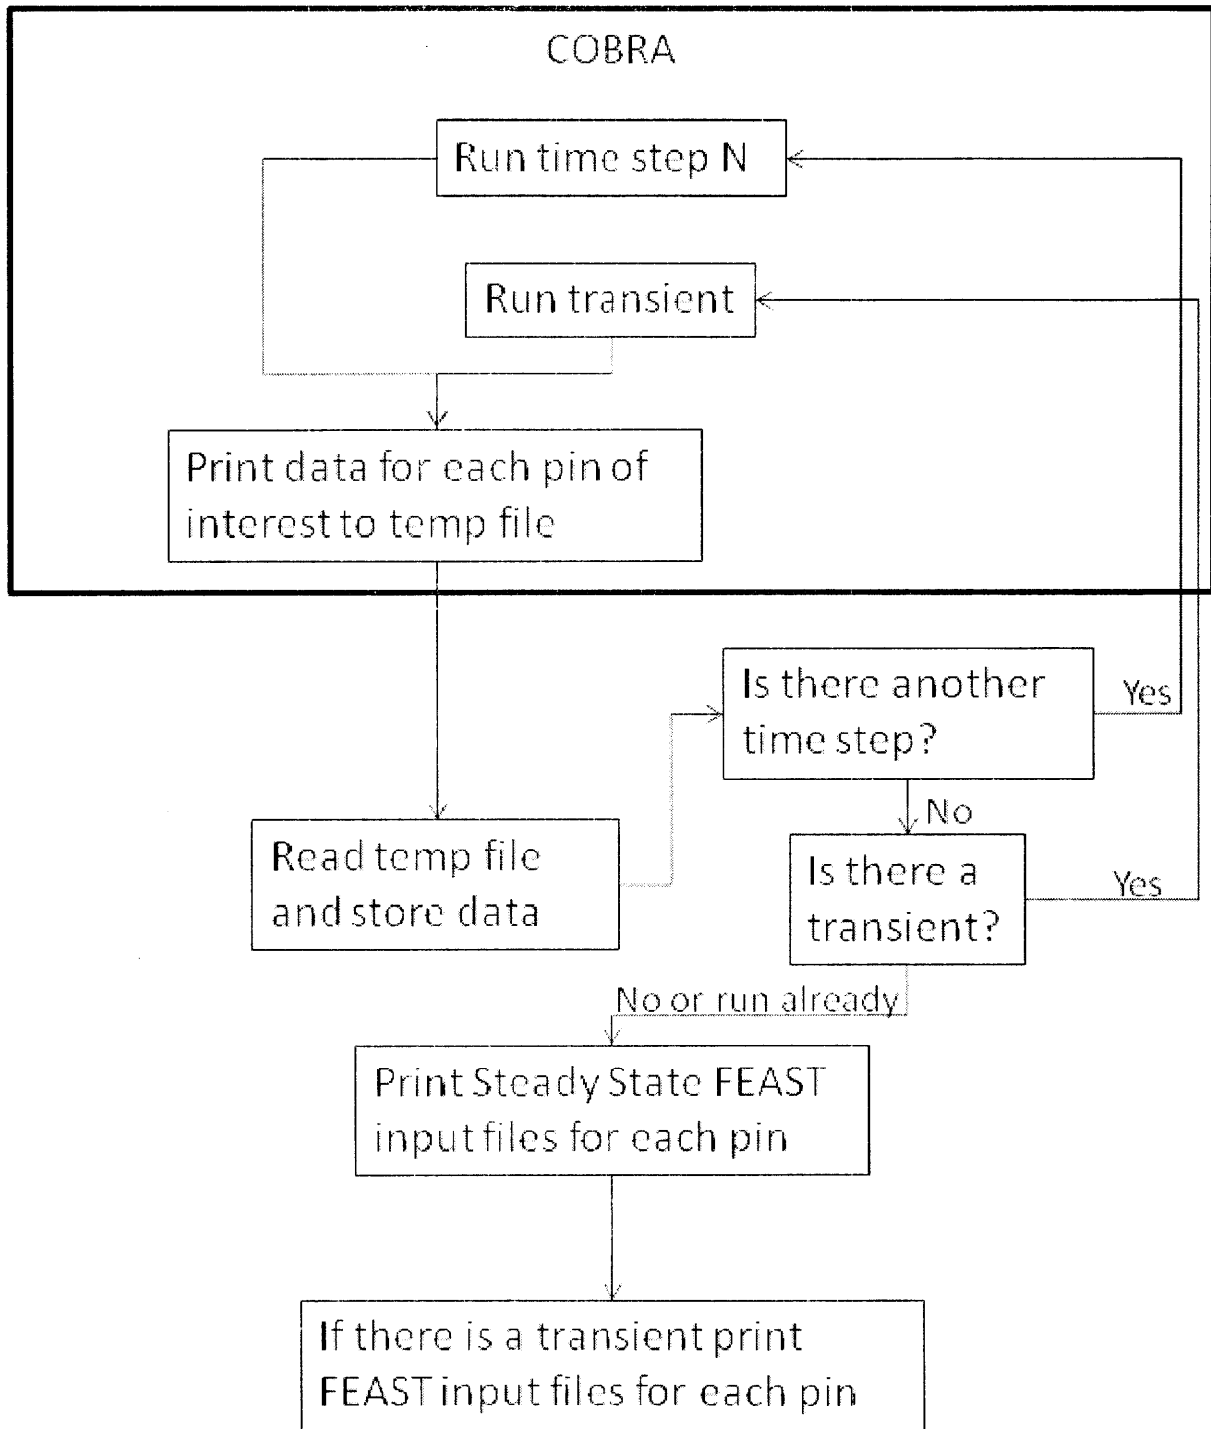 COBRA
Run time step N
Run transient
Print data for each pin of
interest to temp file
Is there another
time step?
Yes
No
Read temp file
and store data
Is there a
transient?
Yes
No or run already
Print Steady State FEAST
input files for each pin
If there is a transient print
FEAST input files for each pin